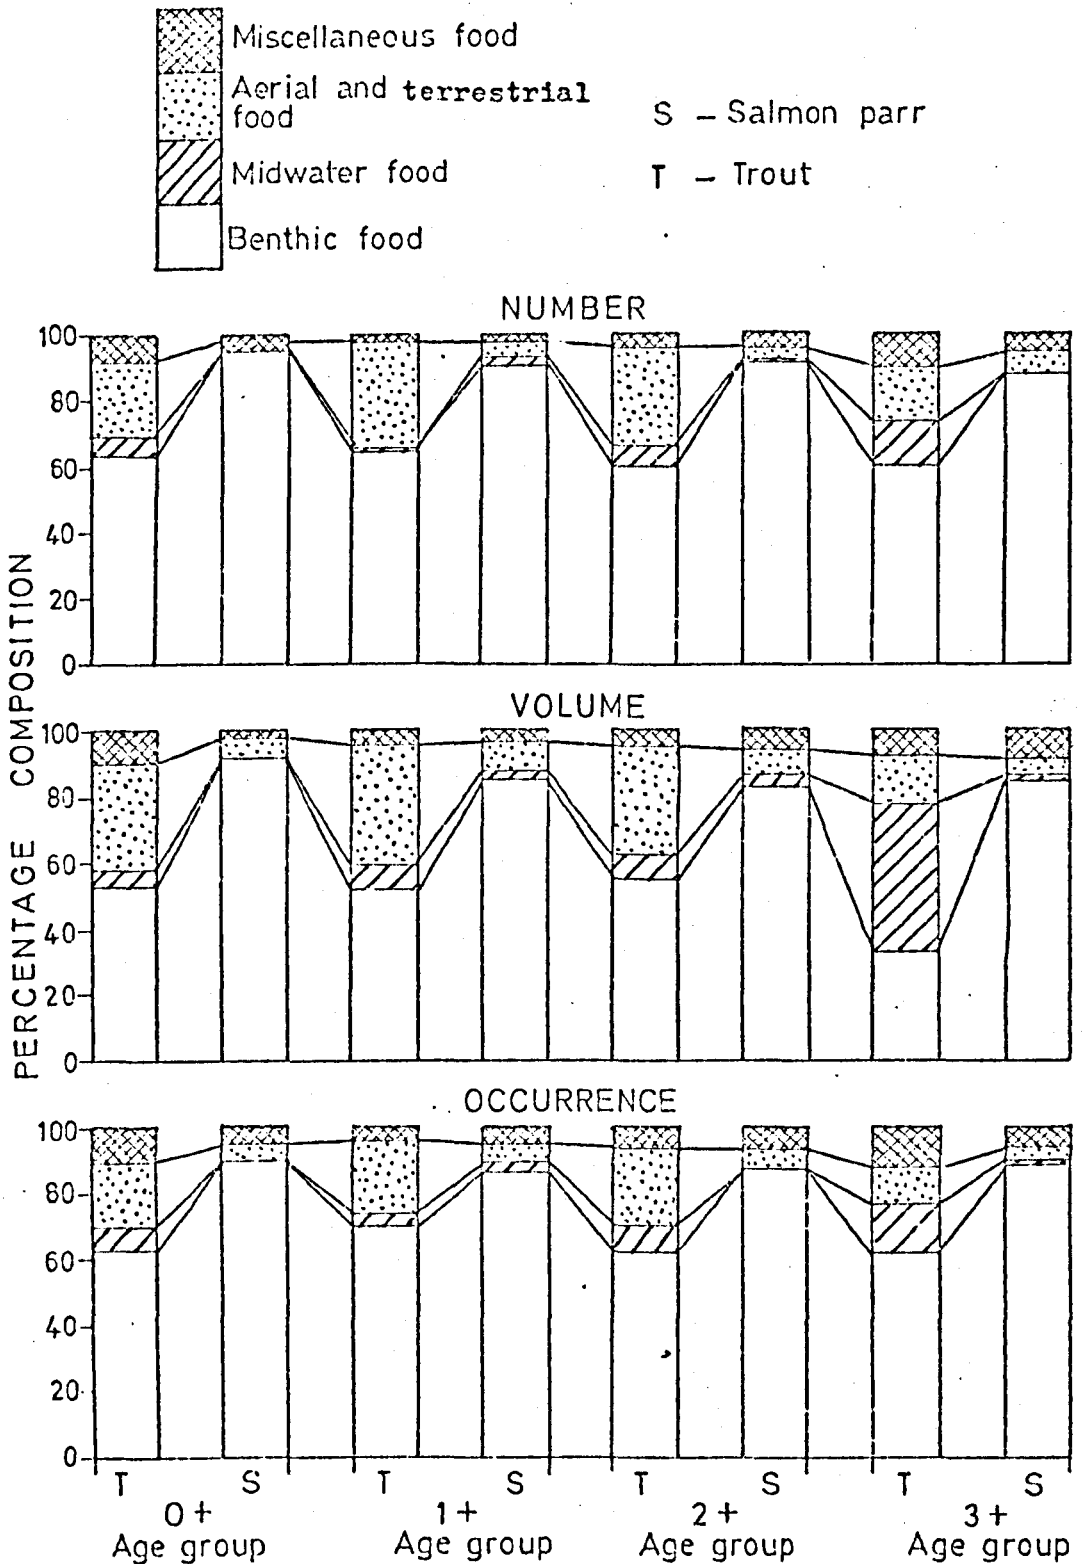 Miscellaneous food
Aerial and terrestrial
food
Midwater food
Benthic food
S – Salmon parr
T – Trout
PERCENTAGE COMPOSITION
NUMBER
100
80
60
40
20
0
VOLUME
100
80
60
40
20
0
OCCURRENCE
100
80
60
40
20
0
T S T S T S T S
0+ 1+ 2+ 3+
Age group Age group Age group Age group